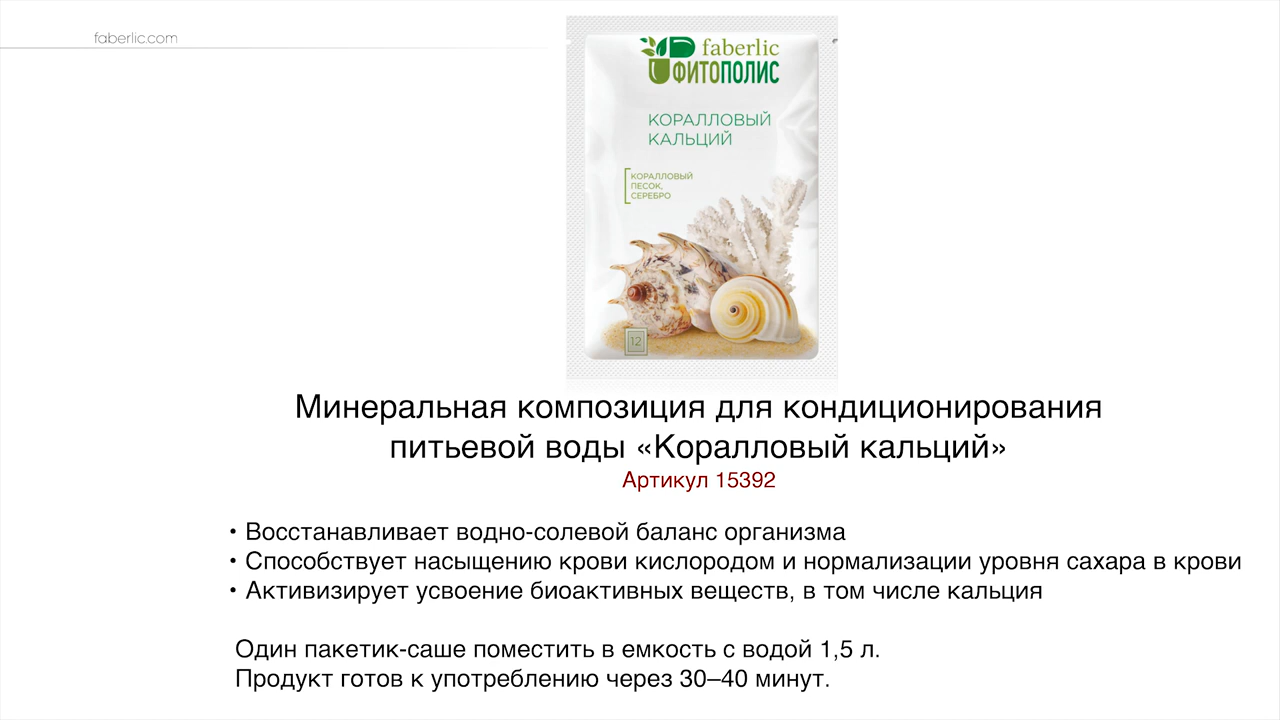 faberlic.com
faberlic
ФИТОПОЛИС
КОРАЛЛОВЫЙ
КАЛЬЦИЙ
КОРАЛЛОВЫЙ
ПЕСОК,
СЕРЕБРО
12
Минеральная композиция для кондиционирования
питьевой воды «Коралловый кальций»
Артикул 15392
• Восстанавливает водно-солевой баланс организма
• Способствует насыщению крови кислородом и нормализации уровня сахара в крови
• Активизирует усвоение биоактивных веществ, в том числе кальция
Один пакетик-саше поместить в емкость с водой 1,5 л.
Продукт готов к употреблению через 30–40 минут.